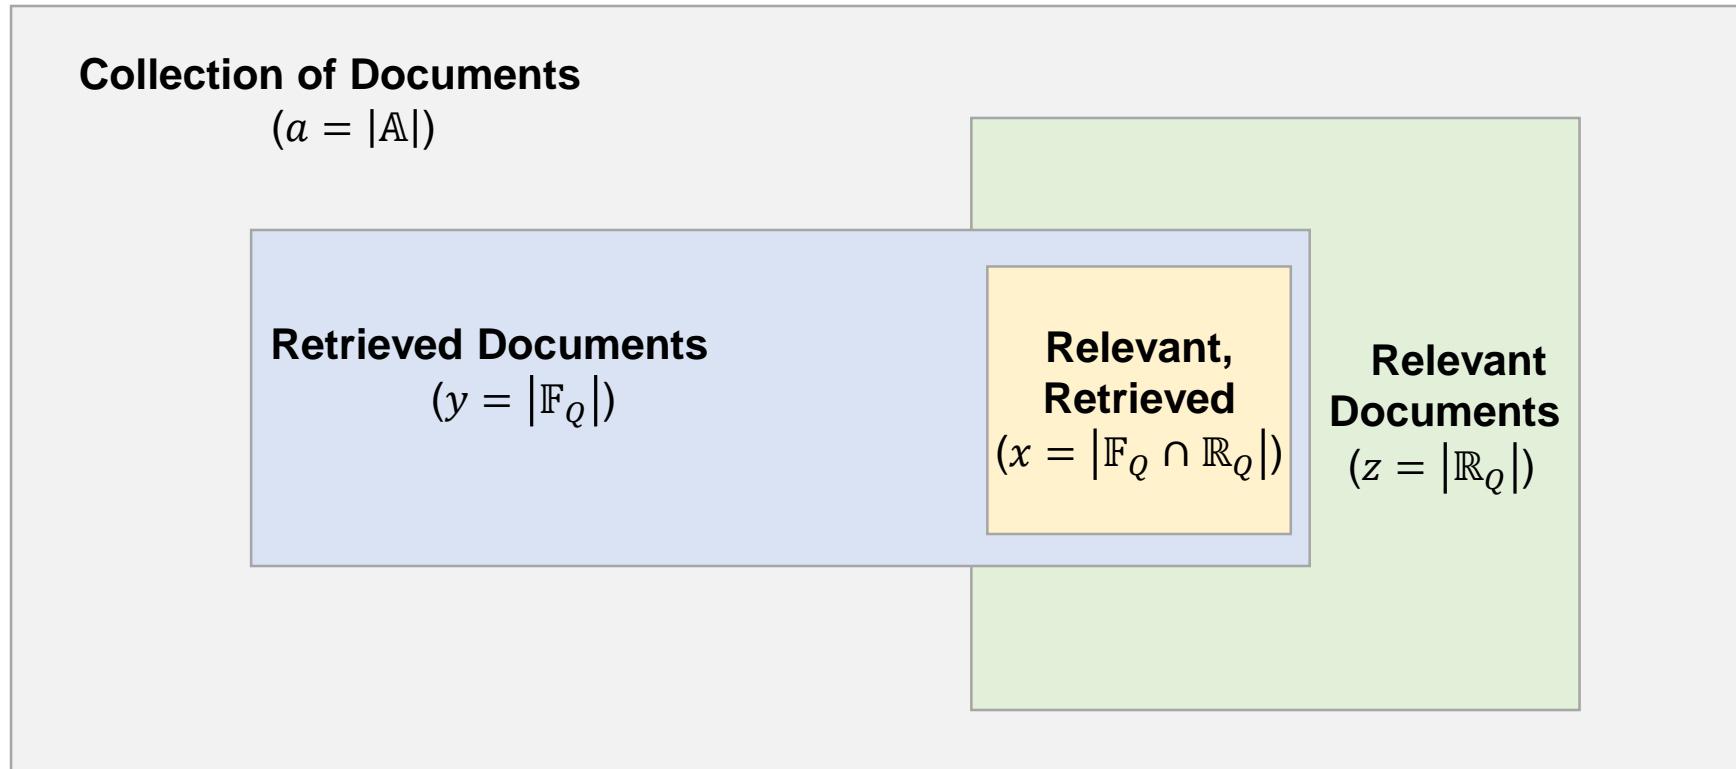 Collection of Documents
(𝑎 = |𝔸|)
Retrieved Documents
(𝑦 = |𝔽_𝑄|)
Relevant,
Retrieved
(𝑥 = |𝔽_𝑄 ∩ ℝ_𝑄|)
Relevant
Documents
(𝑧 = |ℝ_𝑄|)